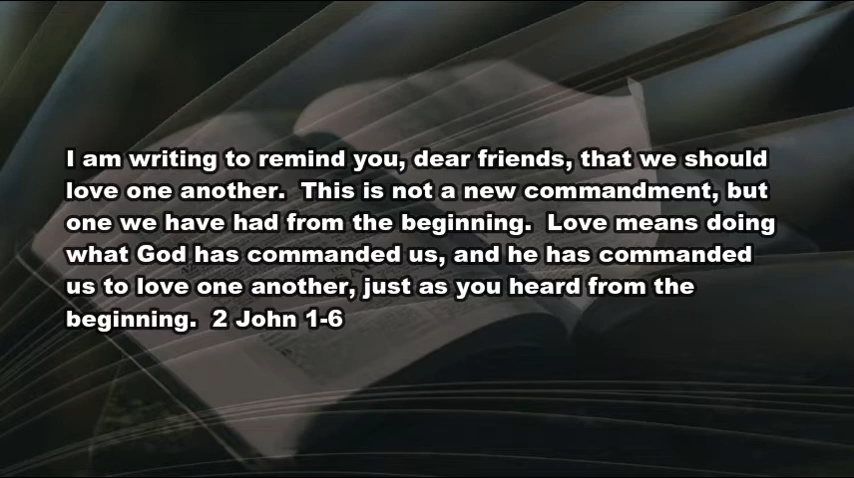 I am writing to remind you, dear friends, that we should
love one another.  This is not a new commandment, but
one we have had from the beginning.  Love means doing
what God has commanded us, and he has commanded
us to love one another, just as you heard from the
beginning.  2 John 1-6